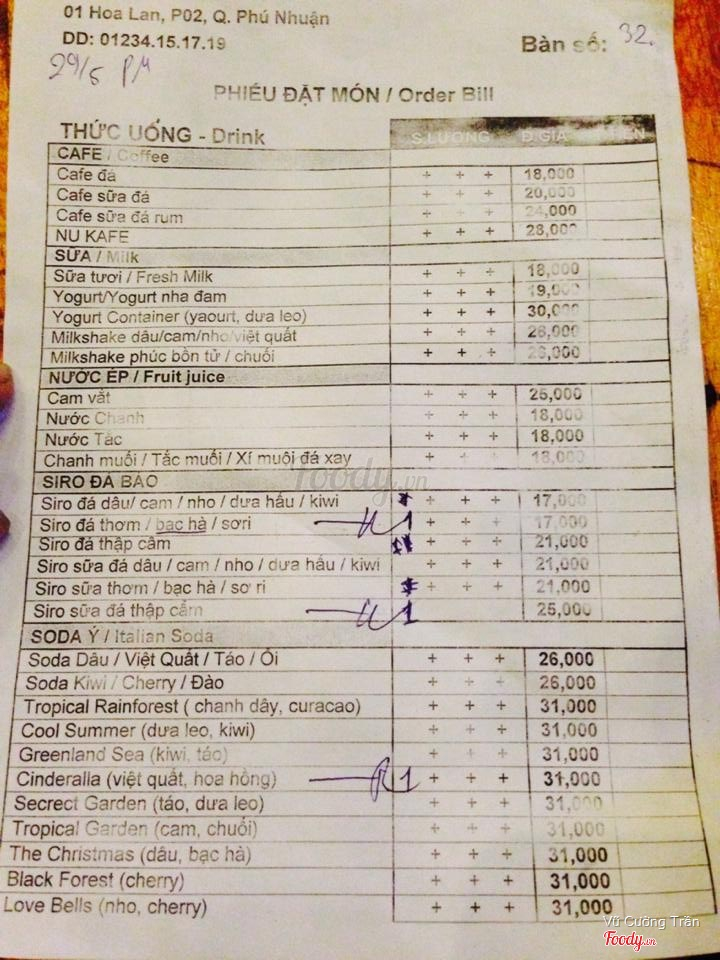 01 Hoa Lan, P02, Q. Phú Nhuận
DD: 01234.15.17.19
Bàn số: 32.
29/5 PM
PHIẾU ĐẶT MÓN / Order Bill
THỨC UỐNG - Drink S.LƯỢNG Đ.GIÁ
CAFE / Coffee
Cafe đá + + + 18,000
Cafe sữa đá + + + 20,000
Cafe sữa đá rum + + + 24,000
NU KAFE + + + 28,000
SỮA / Milk
Sữa tươi / Fresh Milk + + + 18,000
Yogurt/Yogurt nha đam + + + 19,000
Yogurt Container (yaourt, dưa leo) + + + 30,000
Milkshake dâu/cam/nho/việt quất + + + 26,000
Milkshake phúc bồn tử / chuối + + + 26,000
NƯỚC ÉP / Fruit juice
Cam vắt + + + 25,000
Nước Chanh + + + 18,000
Nước Tắc + + + 18,000
Chanh muối / Tắc muối / Xí muội đá xay + + + 18,000
foody.vn
SIRO ĐÁ BÀO
Siro đá dâu/ cam / nho / dưa hấu / kiwi + + + 17,000
Siro đá thơm / bạc hà / sơri 1 + + + 17,000
Siro đá thập cẩm + + + 21,000
Siro sữa đá dâu / cam / nho / dưa hấu / kiwi + + + 21,000
Siro sữa thơm / bạc hà / sơ ri + + + 21,000
Siro sữa đá thập cẩm 1 25,000
SODA Ý / Italian Soda
Soda Dâu / Việt Quất / Táo / Ổi + + + 26,000
Soda Kiwi / Cherry / Đào + + + 26,000
Tropical Rainforest ( chanh dây, curacao) + + + 31,000
Cool Summer (dưa leo, kiwi) + + + 31,000
Greenland Sea (kiwi, táo) + + + 31,000
Cinderalla (việt quất, hoa hồng) R1 + + + 31,000
Secrect Garden (táo, dưa leo) + + + 31,000
Tropical Garden (cam, chuối) + + + 31,000
The Christmas (dâu, bạc hà) + + + 31,000
Black Forest (cherry) + + + 31,000
Love Bells (nho, cherry) + + + 31,000
Vũ Cường Trần
Foody.vn